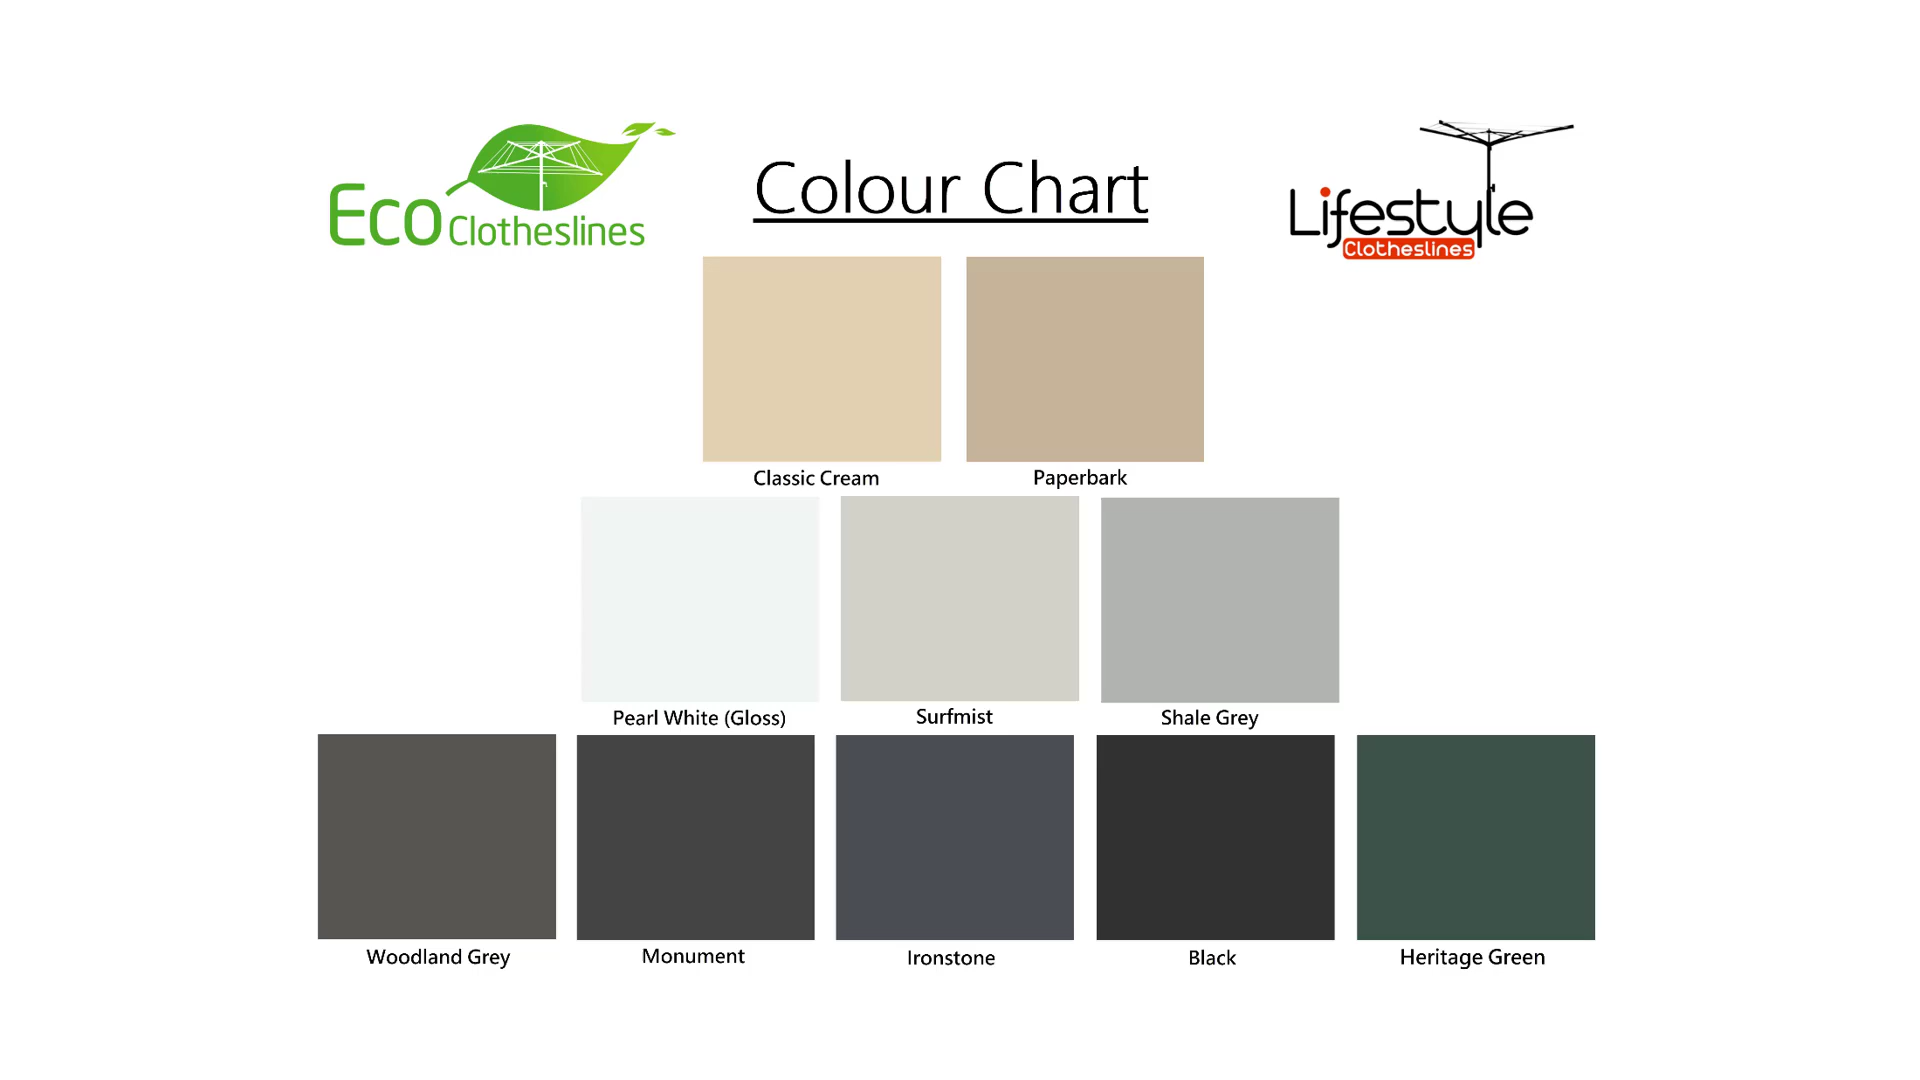 Eco Clotheslines
Colour Chart
Lifestyle
Clotheslines
Classic Cream
Paperbark
Pearl White (Gloss)
Surfmist
Shale Grey
Woodland Grey
Monument
Ironstone
Black
Heritage Green